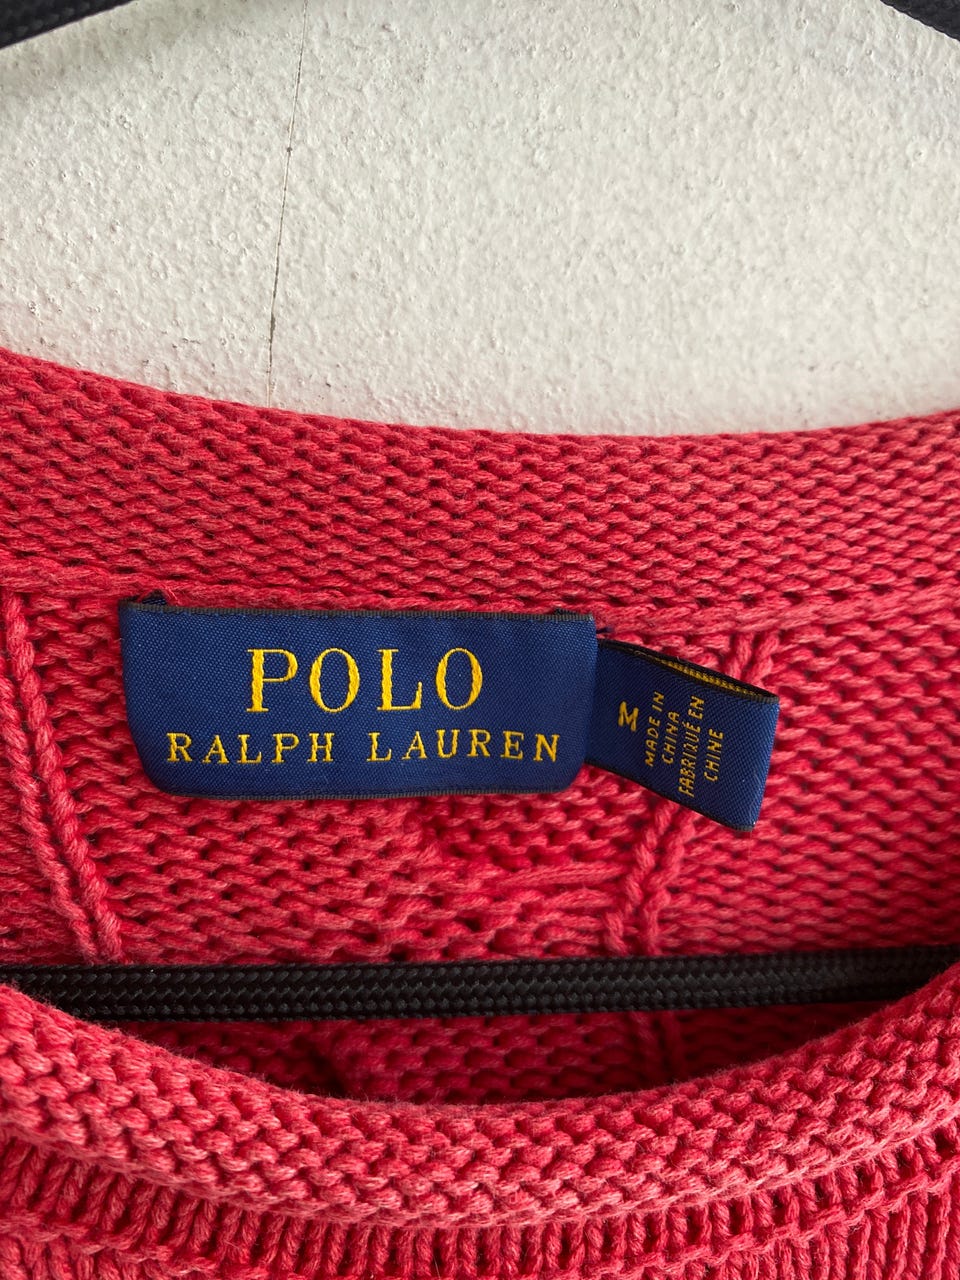 POLO
RALPH LAUREN
M
MADE IN
CHINA
FABRIQUÉ EN
CHINE